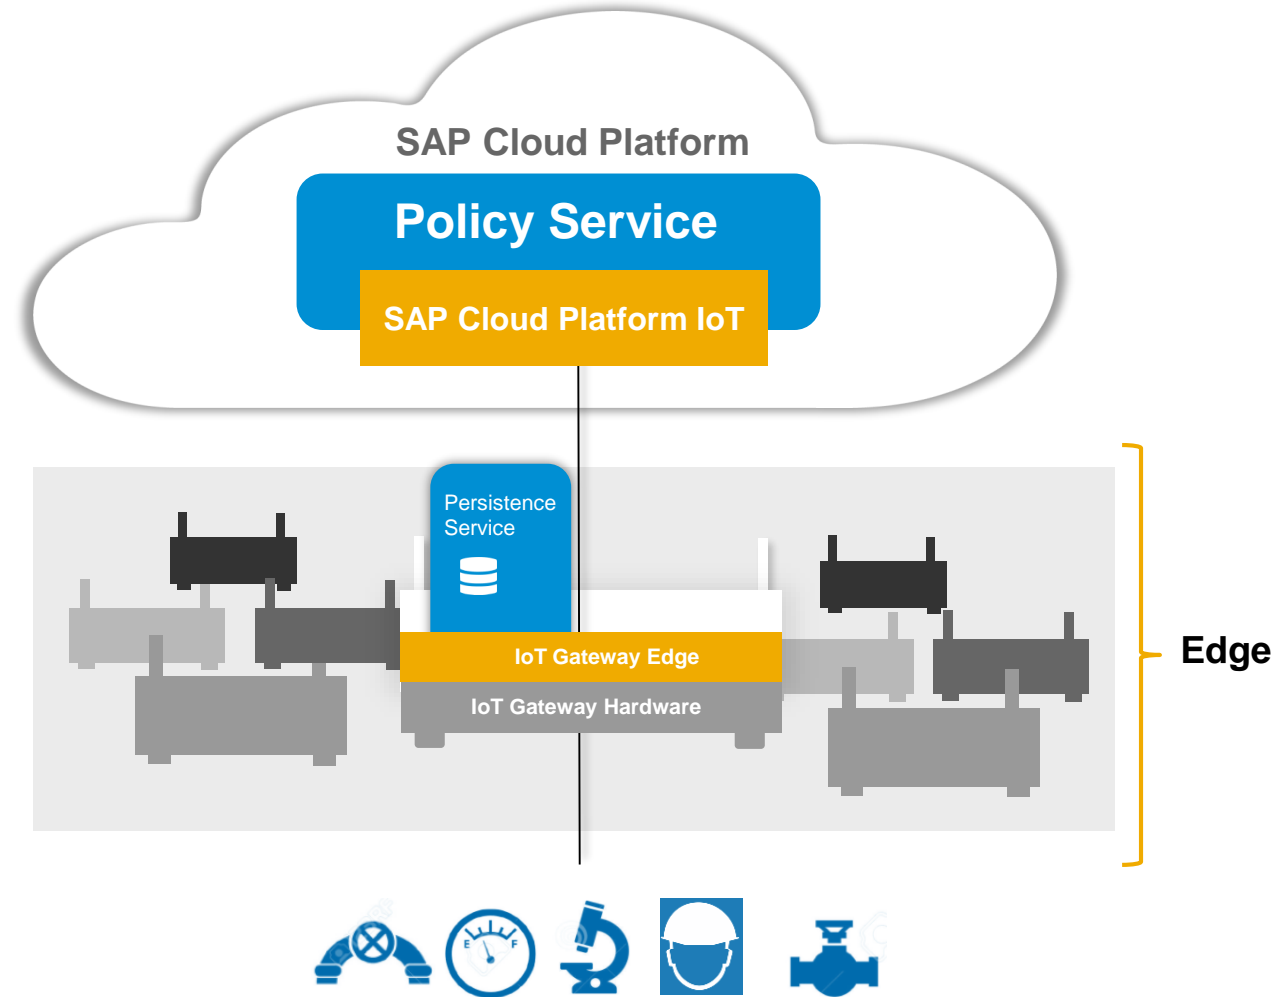 SAP Cloud Platform
Policy Service
SAP Cloud Platform IoT
Persistence
Service
IoT Gateway Edge
IoT Gateway Hardware
Edge
E F